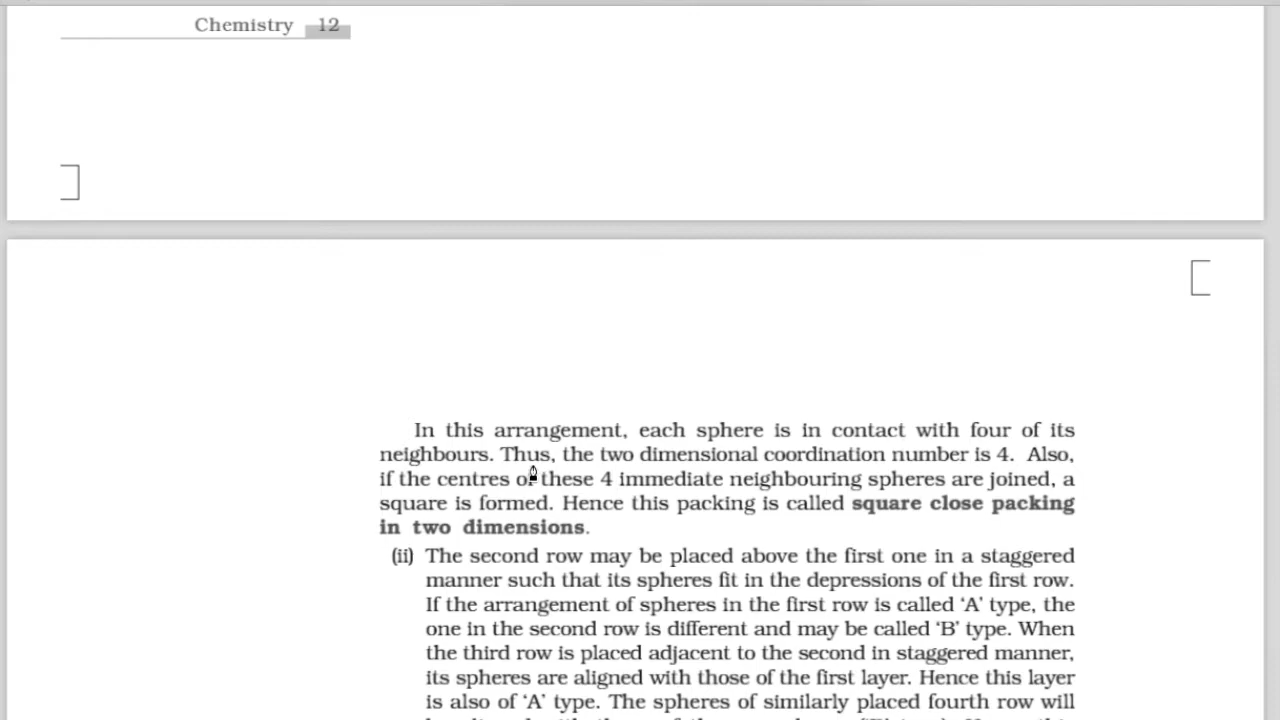 Chemistry 12
In this arrangement, each sphere is in contact with four of its
neighbours. Thus, the two dimensional coordination number is 4. Also,
if the centres of these 4 immediate neighbouring spheres are joined, a
square is formed. Hence this packing is called square close packing
in two dimensions.
(ii) The second row may be placed above the first one in a staggered
manner such that its spheres fit in the depressions of the first row.
If the arrangement of spheres in the first row is called ‘A’ type, the
one in the second row is different and may be called ‘B’ type. When
the third row is placed adjacent to the second in staggered manner,
its spheres are aligned with those of the first layer. Hence this layer
is also of ‘A’ type. The spheres of similarly placed fourth row will